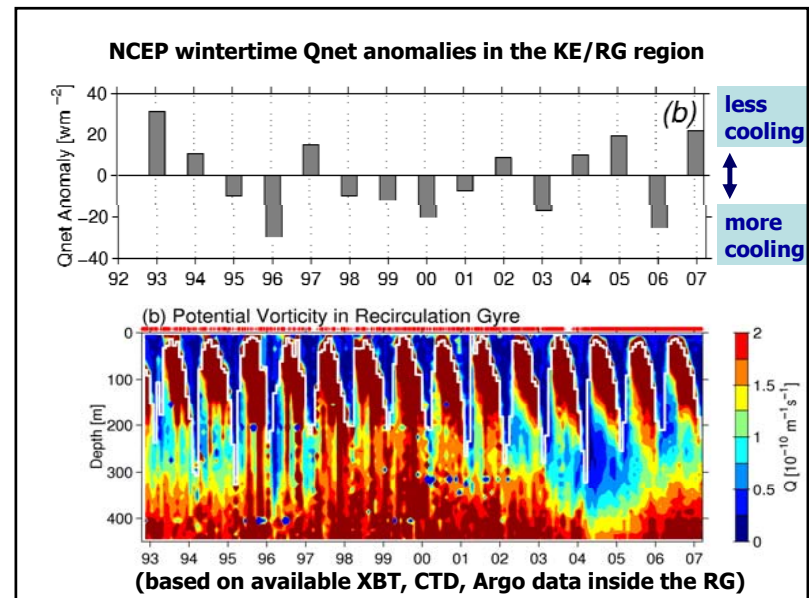 NCEP wintertime Qnet anomalies in the KE/RG region
40
20
0
−20
−40
Qnet Anomaly [wm⁻²]
(b)
less
cooling
more
cooling
92 93 94 95 96 97 98 99 00 01 02 03 04 05 06 07
(b) Potential Vorticity in Recirculation Gyre
0
100
200
300
400
Depth [m]
2
1.5
1
0.5
0
Q [10⁻¹⁰ m⁻¹s⁻¹]
93 94 95 96 97 98 99 00 01 02 03 04 05 06 07
(based on available XBT, CTD, Argo data inside the RG)